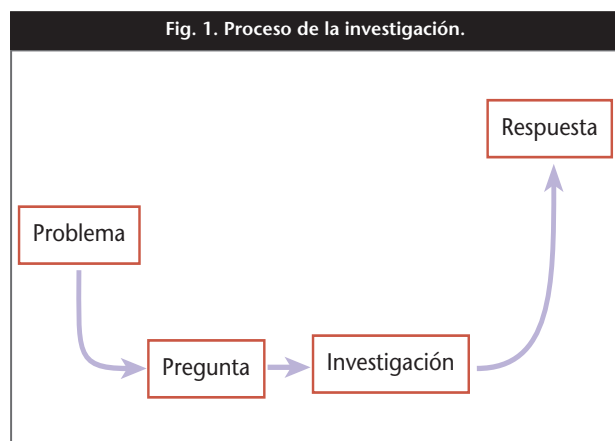 Fig. 1. Proceso de la investigación.
Problema
Pregunta
Investigación
Respuesta